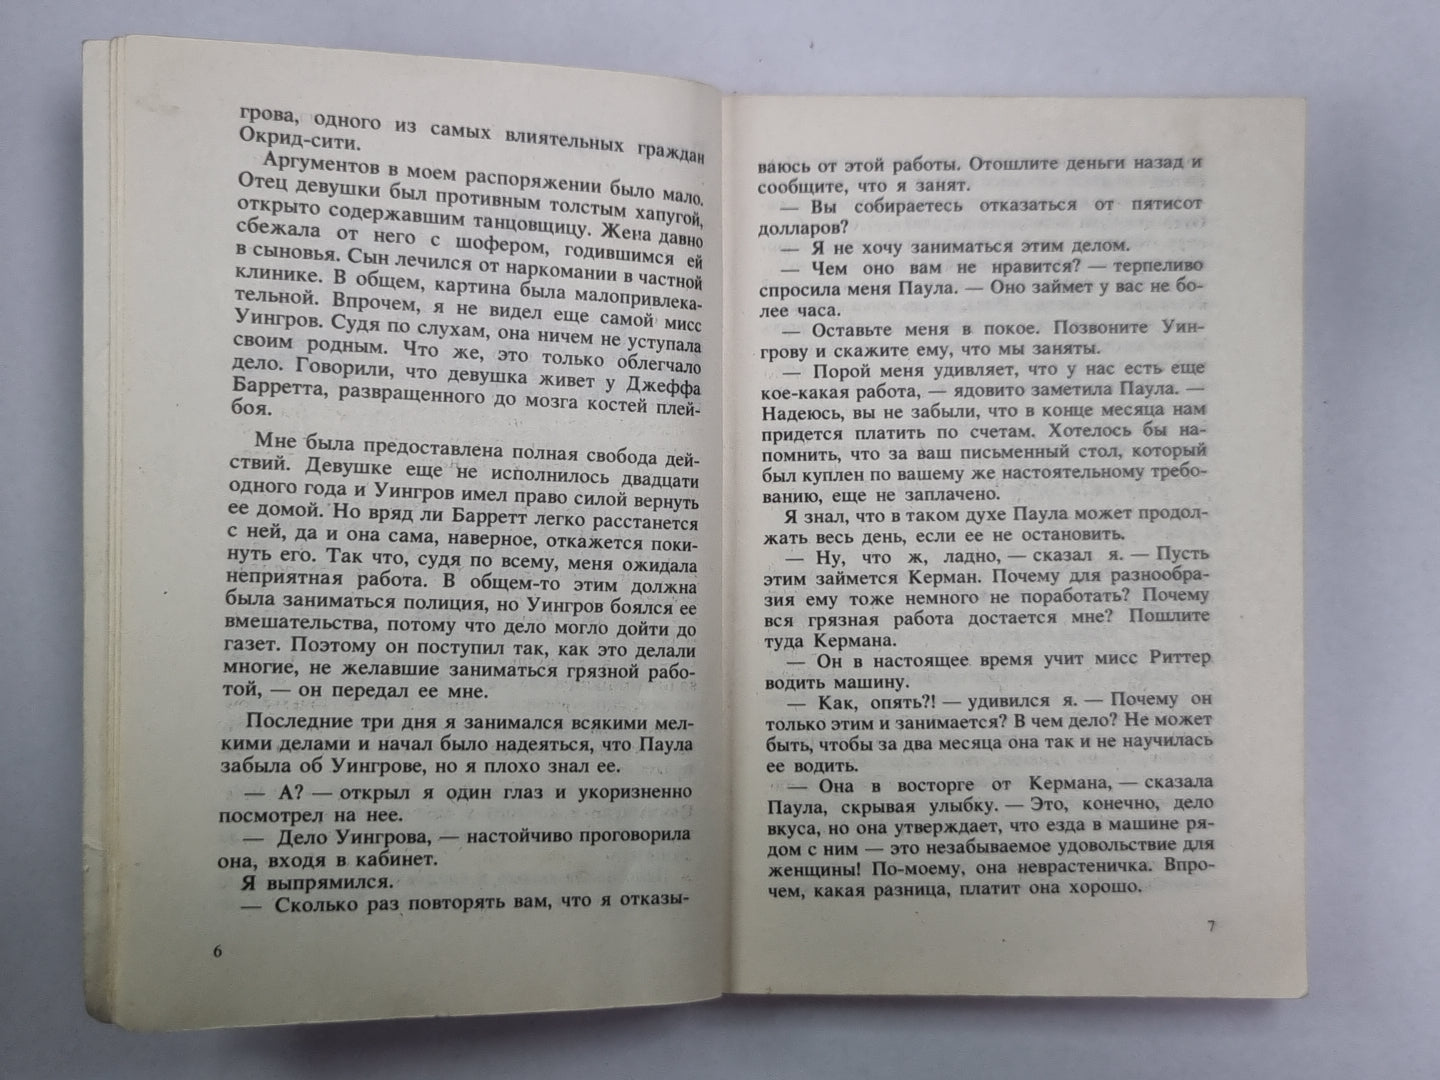 грова, одного из самых влиятельных граждан
Окрид-сити.
Аргументов в моем распоряжении было мало.
Отец девушки был противным толстым хапугой,
открыто содержавшим танцовщицу. Жена давно
сбежала от него с шофером, годившимся ей
в сыновья. Сын лечился от наркомании в частной
клинике. В общем, картина была малопривлека-
тельной. Впрочем, я не видел еще самой мисс
Уингров. Судя по слухам, она ничем не уступала
своим родным. Что же, это только облегчало
дело. Говорили, что девушка живет у Джеффа
Барретта, развращенного до мозга костей плей-
боя.
Мне была предоставлена полная свобода дей-
ствий. Девушке еще не исполнилось двадцати
одного года и Уингров имел право силой вернуть
ее домой. Но вряд ли Барретт легко расстанется
с ней, да и она сама, наверное, откажется поки-
нуть его. Так что, судя по всему, меня ожидала
неприятная работа. В общем-то этим должна
была заниматься полиция, но Уингров боялся ее
вмешательства, потому что дело могло дойти до
газет. Поэтому он поступил так, как это делали
многие, не желавшие заниматься грязной рабо-
той, — он передал ее мне.
Последние три дня я занимался всякими мел-
кими делами и начал было надеяться, что Паула
забыла об Уингрове, но я плохо знал ее.
— А? — открыл я один глаз и укоризненно
посмотрел на нее.
— Дело Уингрова, — настойчиво проговорила
она, входя в кабинет.
Я выпрямился.
— Сколько раз повторять вам, что я отказы-
6
ваюсь от этой работы. Отошлите деньги назад и
сообщите, что я занят.
— Вы собираетесь отказаться от пятисот
долларов?
— Я не хочу заниматься этим делом.
— Чем оно вам не нравится? — терпеливо
спросила меня Паула. — Оно займет у вас не бо-
лее часа.
— Оставьте меня в покое. Позвоните Уин-
грову и скажите ему, что мы заняты.
— Порой меня удивляет, что у нас есть еще
кое-какая работа, — ядовито заметила Паула. —
Надеюсь, вы не забыли, что в конце месяца нам
придется платить по счетам. Хотелось бы на-
помнить, что за ваш письменный стол, который
был куплен по вашему же настоятельному требо-
ванию, еще не заплачено.
Я знал, что в таком духе Паула может продол-
жать весь день, если ее не остановить.
— Ну, что ж, ладно, — сказал я. — Пусть
этим займется Керман. Почему для разнообра-
зия ему тоже немного не поработать? Почему
вся грязная работа достается мне? Пошлите
туда Кермана.
— Он в настоящее время учит мисс Риттер
водить машину.
— Как, опять?! — удивился я. — Почему он
только этим и занимается? В чем дело? Не может
быть, чтобы за два месяца она так и не научилась
ее водить.
— Она в восторге от Кермана, — сказала
Паула, скрывая улыбку. — Это, конечно, дело
вкуса, но она утверждает, что езда в машине ря-
дом с ним — это незабываемое удовольствие для
женщины! По-моему, она неврастеничка. Впро-
чем, какая разница, платит она хорошо.
7